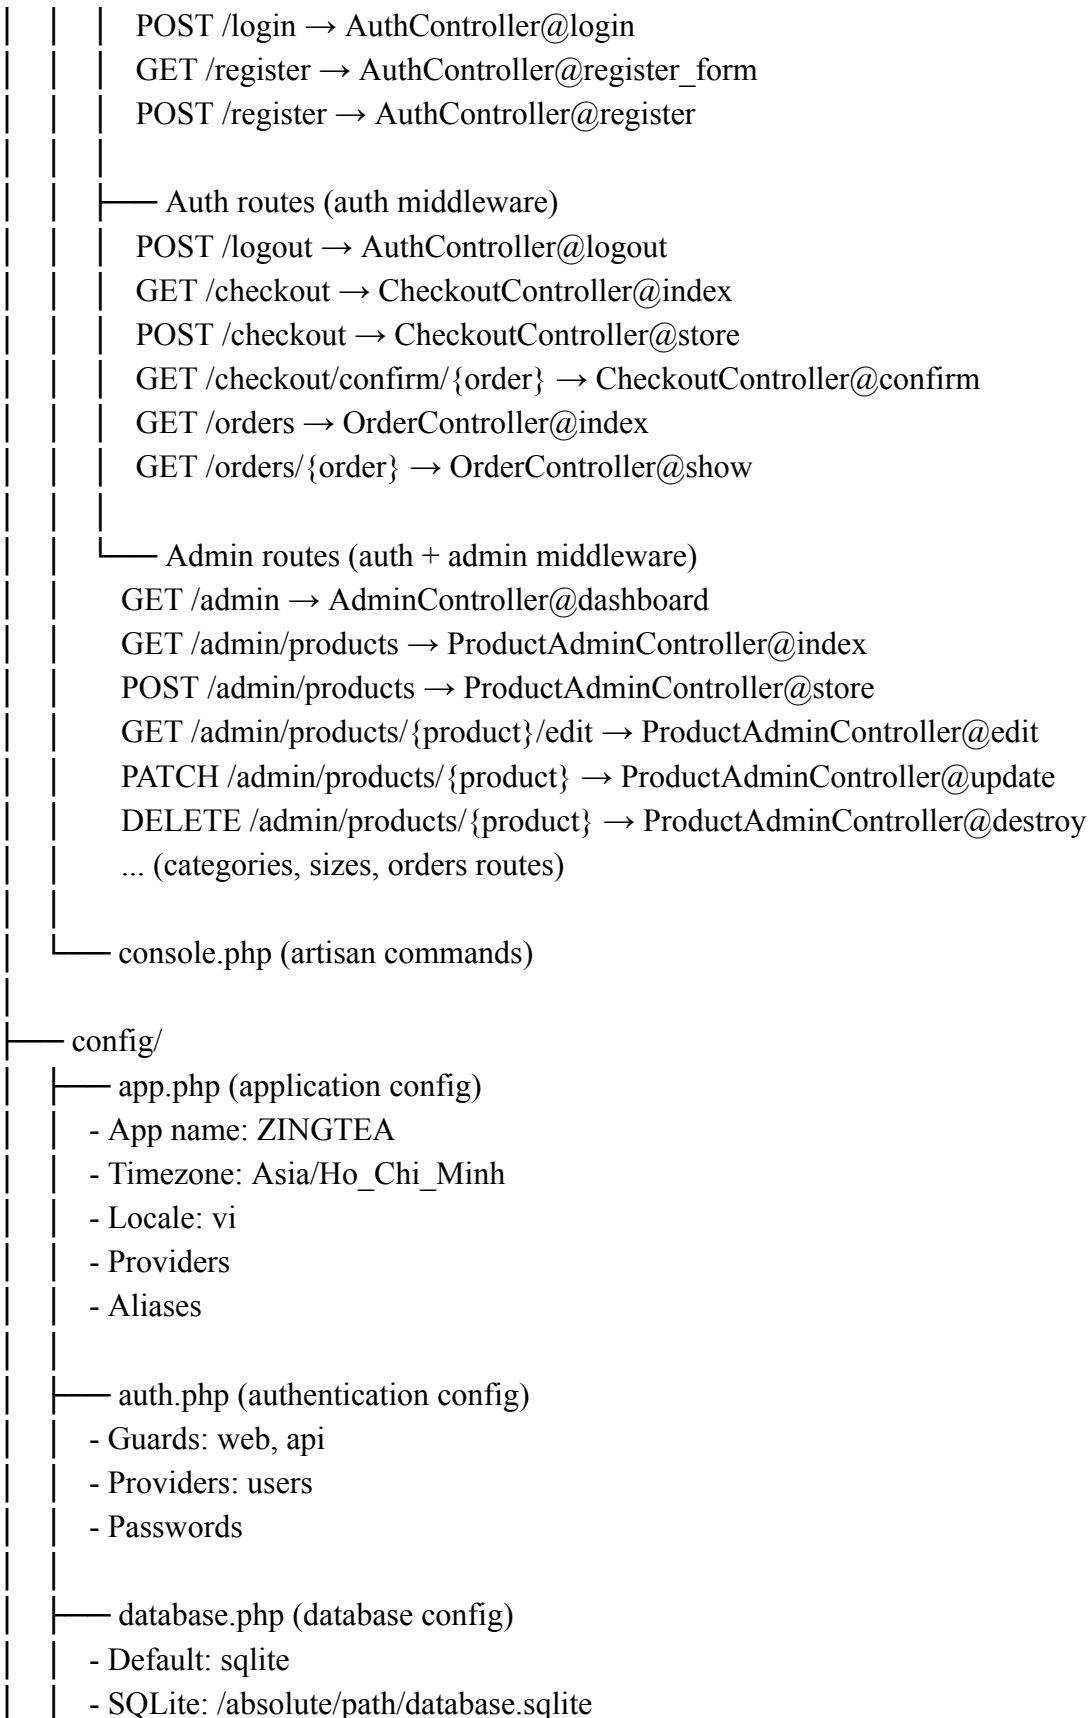 POST /login → AuthController@login
GET /register → AuthController@register_form
POST /register → AuthController@register
Auth routes (auth middleware)
POST /logout → AuthController@logout
GET /checkout → CheckoutController@index
POST /checkout → CheckoutController@store
GET /checkout/confirm/{order} → CheckoutController@confirm
GET /orders → OrderController@index
GET /orders/{order} → OrderController@show
Admin routes (auth + admin middleware)
GET /admin → AdminController@dashboard
GET /admin/products → ProductAdminController@index
POST /admin/products → ProductAdminController@store
GET /admin/products/{product}/edit → ProductAdminController@edit
PATCH /admin/products/{product} → ProductAdminController@update
DELETE /admin/products/{product} → ProductAdminController@destroy
... (categories, sizes, orders routes)
console.php (artisan commands)
config/
app.php (application config)
- App name: ZINGTEA
- Timezone: Asia/Ho_Chi_Minh
- Locale: vi
- Providers
- Aliases
auth.php (authentication config)
- Guards: web, api
- Providers: users
- Passwords
database.php (database config)
- Default: sqlite
- SQLite: /absolute/path/database.sqlite